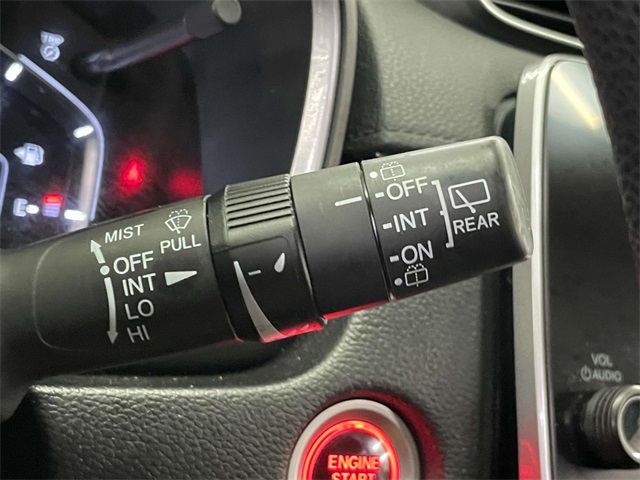 MIST
OFF
INT
LO
HI
PULL
OFF
INT
ON
REAR
VOL
AUDIO
ENGINE
START